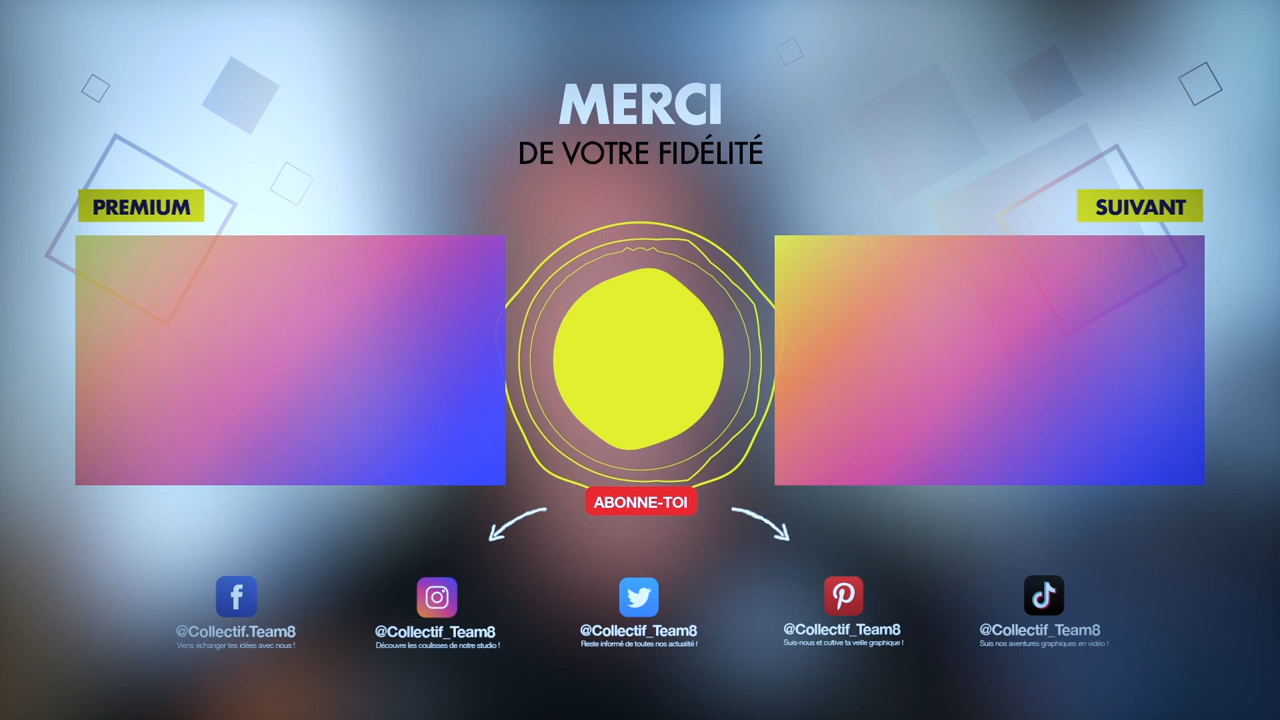 MERCI
DE VOTRE FIDÉLITÉ
PREMIUM
SUIVANT
ABONNE-TOI
@Collectif.Team8
Viens échanger tes idées avec nous !
@Collectif_Team8
Découvre les coulisses de notre studio !
@Collectif_Team8
Reste informé de toutes nos actualité !
@Collectif_Team8
Suis-nous et cultive ta veille graphique !
@Collectif_Team8
Suis nos aventures graphiques en vidéo !